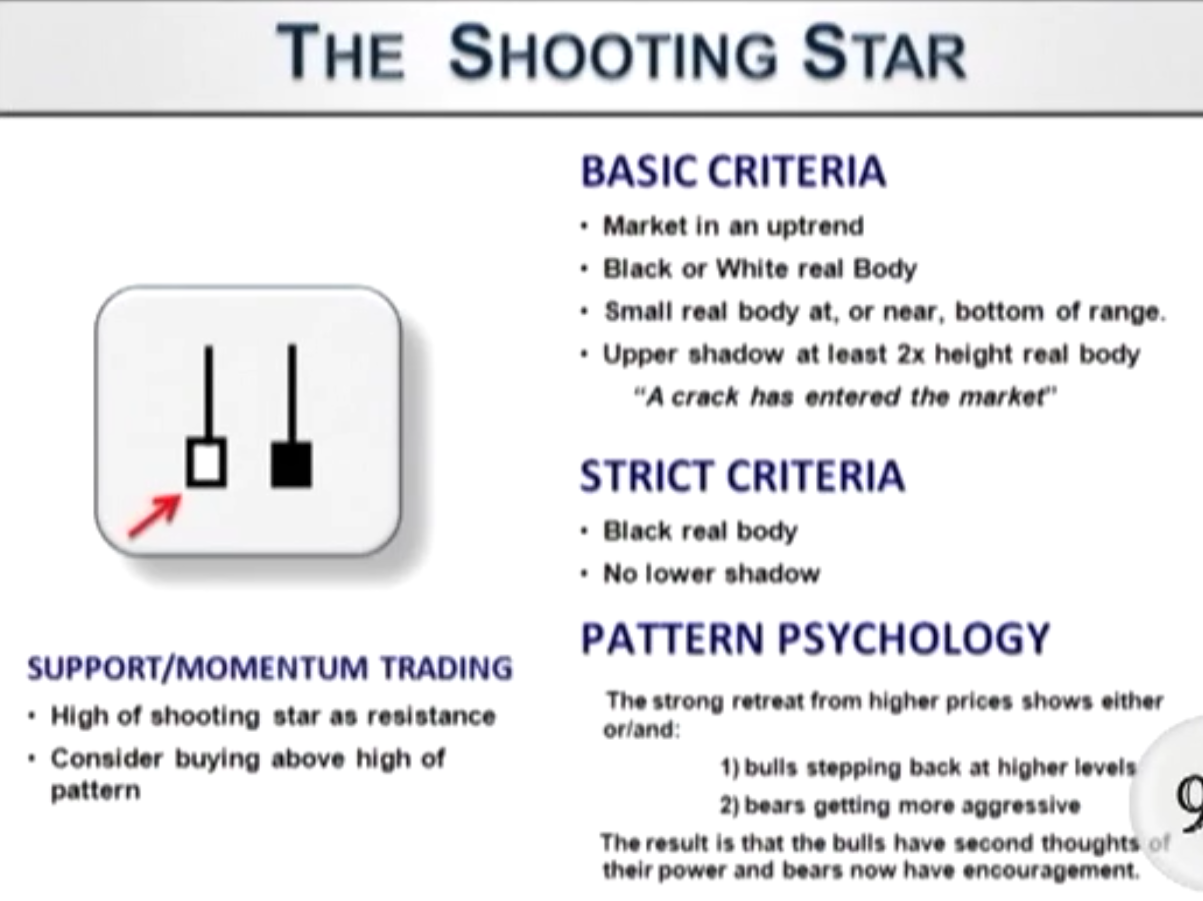 THE SHOOTING STAR
BASIC CRITERIA
• Market in an uptrend
• Black or White real Body
• Small real body at, or near, bottom of range.
• Upper shadow at least 2x height real body
“A crack has entered the market”
STRICT CRITERIA
• Black real body
• No lower shadow
PATTERN PSYCHOLOGY
The strong retreat from higher prices shows either
or/and:
1) bulls stepping back at higher levels
2) bears getting more aggressive
The result is that the bulls have second thoughts of
their power and bears now have encouragement.
SUPPORT/MOMENTUM TRADING
• High of shooting star as resistance
• Consider buying above high of
pattern
9